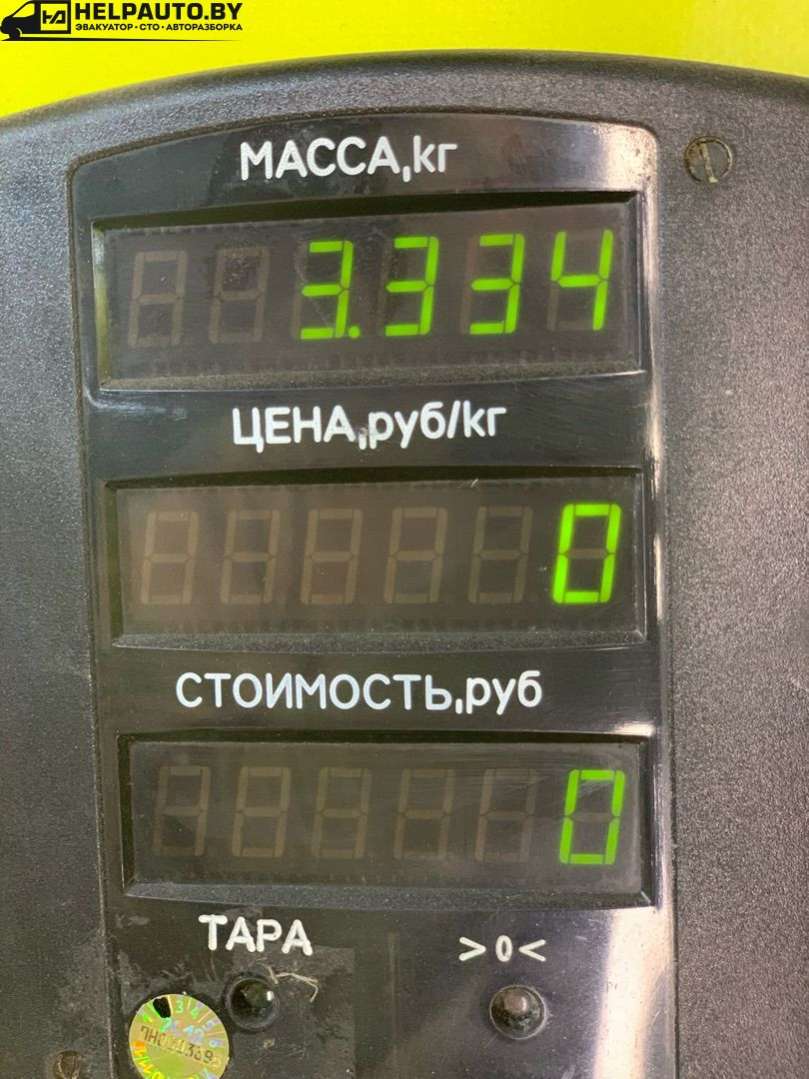 HELPAUTO.BY
ЭВАКУАТОР • СТО • АВТОРАЗБОРКА
МАССА,кг
3.334
ЦЕНА,руб/кг
0
СТОИМОСТЬ,руб
0
ТАРА >0<